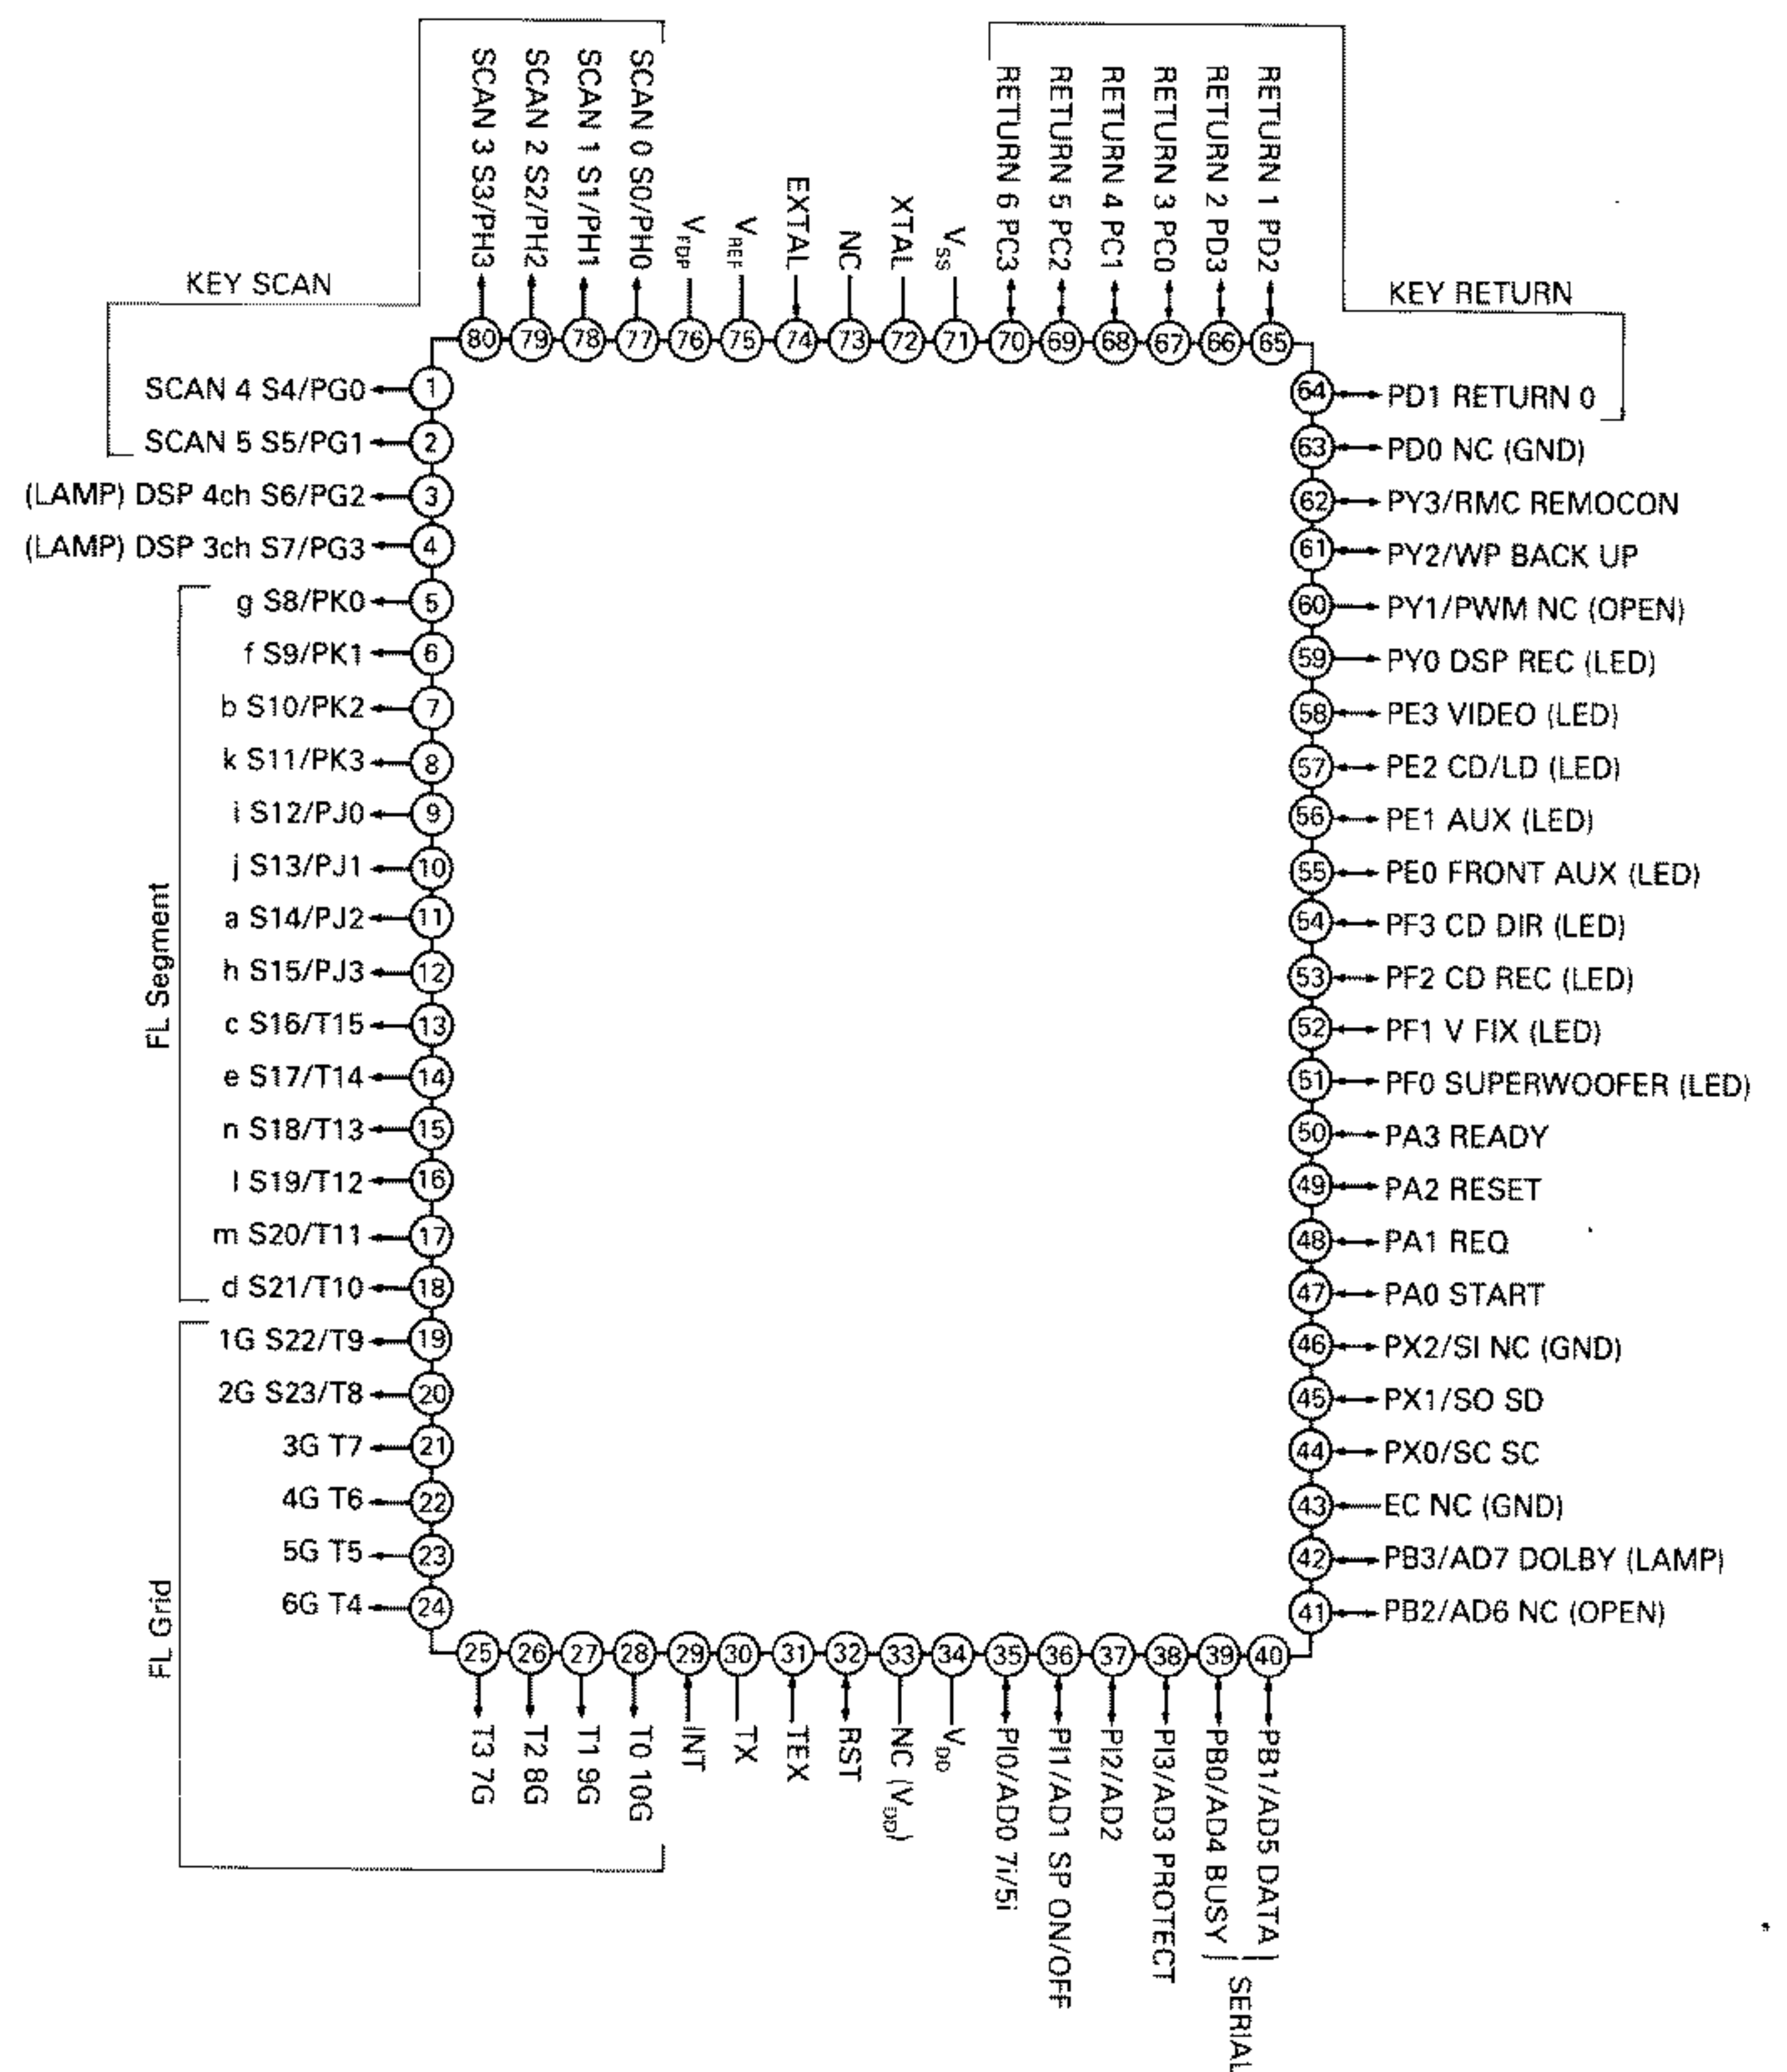 SCAN 3 S3/PH3
SCAN 2 S2/PH2
SCAN 1 S1/PH1
SCAN 0 S0/PH0
VFDP
VREF
EXTAL
NC
XTAL
VSS
RETURN 6 PC3
RETURN 5 PC2
RETURN 4 PC1
RETURN 3 PC0
RETURN 2 PD3
RETURN 1 PD2
KEY SCAN
KEY RETURN
80 79 78 77 76 75 74 73 72 71 70 69 68 67 66 65
SCAN 4 S4/PG0 1
SCAN 5 S5/PG1 2
(LAMP) DSP 4ch S6/PG2 3
(LAMP) DSP 3ch S7/PG3 4
FL Segment
g S8/PK0 5
f S9/PK1 6
b S10/PK2 7
k S11/PK3 8
i S12/PJ0 9
j S13/PJ1 10
a S14/PJ2 11
h S15/PJ3 12
c S16/T15 13
e S17/T14 14
n S18/T13 15
l S19/T12 16
m S20/T11 17
d S21/T10 18
FL Grid
1G S22/T9 19
2G S23/T8 20
3G T7 21
4G T6 22
5G T5 23
6G T4 24
64 PD1 RETURN 0
63 PD0 NC (GND)
62 PY3/RMC REMOCON
61 PY2/WP BACK UP
60 PY1/PWM NC (OPEN)
59 PY0 DSP REC (LED)
58 PE3 VIDEO (LED)
57 PE2 CD/LD (LED)
56 PE1 AUX (LED)
55 PE0 FRONT AUX (LED)
54 PF3 CD DIR (LED)
53 PF2 CD REC (LED)
52 PF1 V FIX (LED)
51 PF0 SUPERWOOFER (LED)
50 PA3 READY
49 PA2 RESET
48 PA1 REQ
47 PA0 START
46 PX2/SI NC (GND)
45 PX1/SO SD
44 PX0/SC SC
43 EC NC (GND)
42 PB3/AD7 DOLBY (LAMP)
41 PB2/AD6 NC (OPEN)
25 26 27 28 29 30 31 32 33 34 35 36 37 38 39 40
T3 7G
T2 8G
T1 9G
T0 10G
INT
TX
TEX
RST
NC (VDD)
VDD
PI0/AD0 7i/5i
PI1/AD1 SP ON/OFF
PI2/AD2
PI3/AD3 PROTECT
PB0/AD4 BUSY
PB1/AD5 DATA
SERIAL